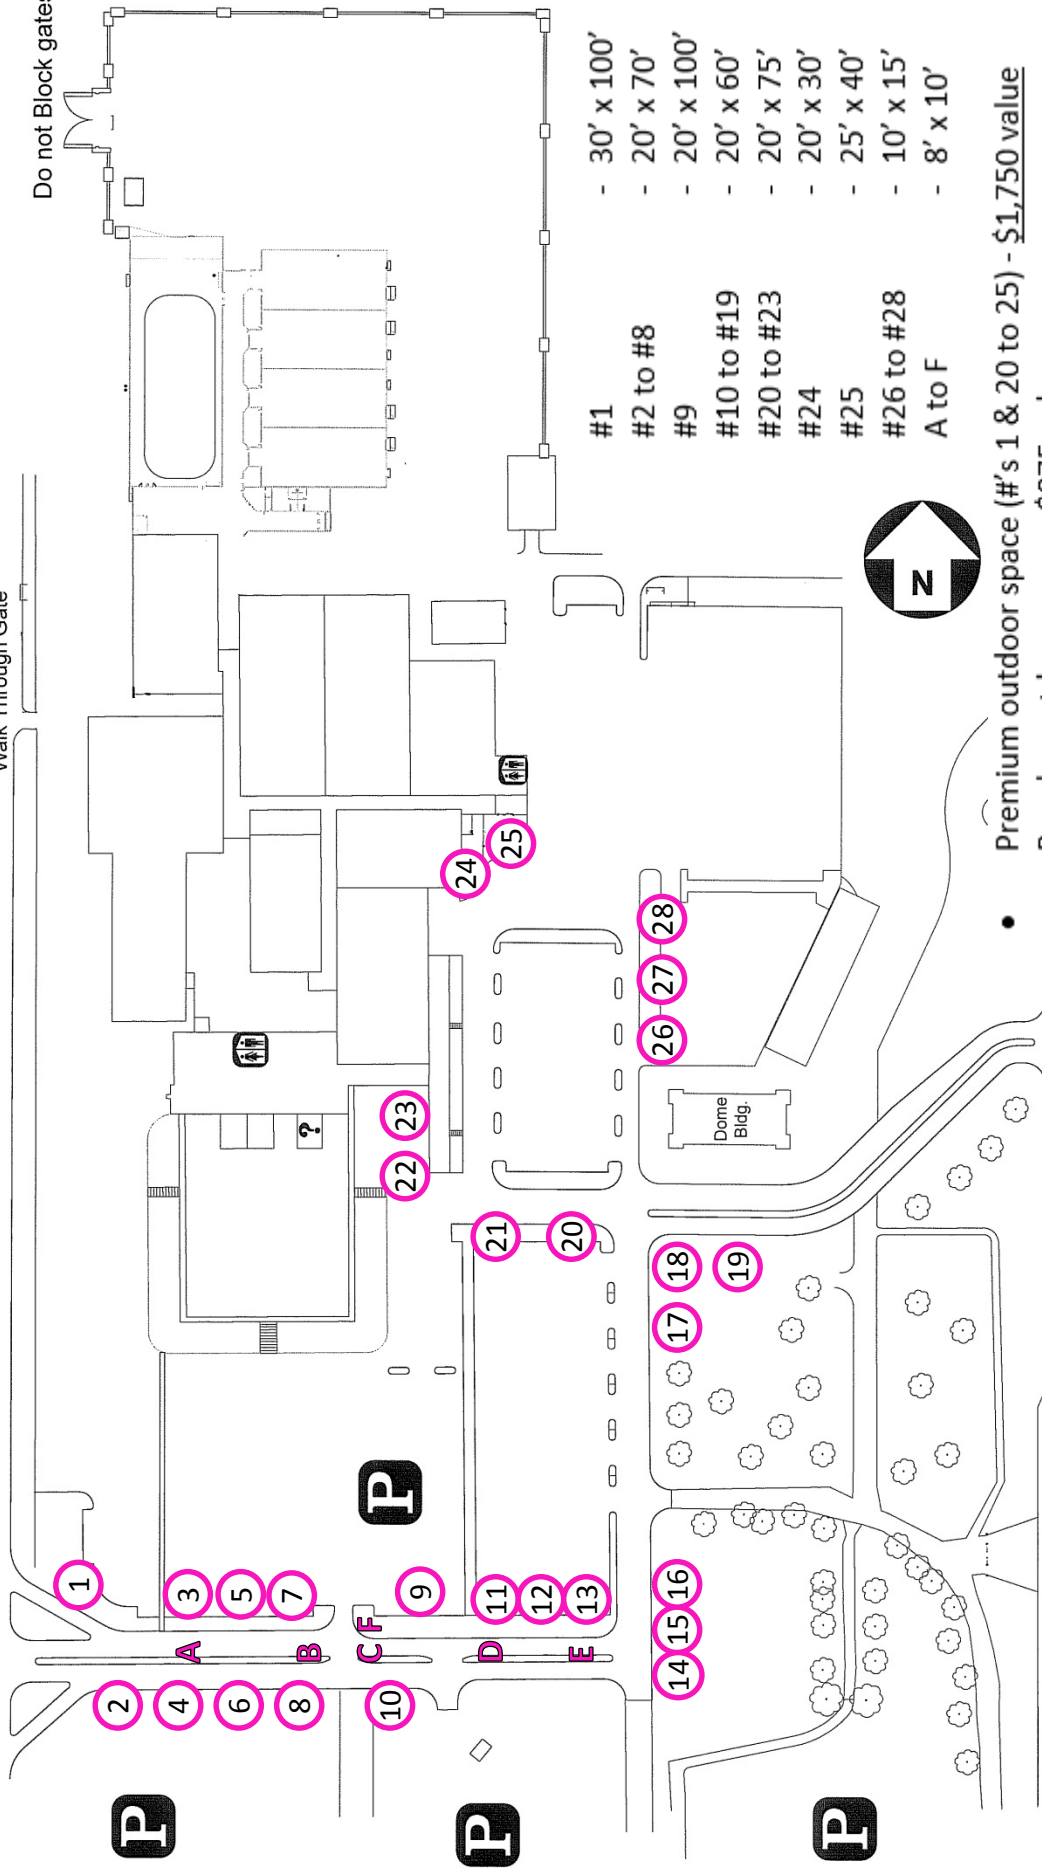 Do not Block gates
Walk Through Gate
P
P
P
P
1
2
3
4
5
6
7
8
9
10
11
12
13
14
15
16
17
18
19
20
21
22
23
24
25
26
27
28
A
B
C
F
D
E
?
Dome
Bldg.
N
#1 - 30' x 100'
#2 to #8 - 20' x 70'
#9 - 20' x 100'
#10 to #19 - 20' x 60'
#20 to #23 - 20' x 75'
#24 - 20' x 30'
#25 - 25' x 40'
#26 to #28 - 10' x 15'
A to F - 8' x 10'
• Premium outdoor space (#'s 1 & 20 to 25) - $1,750 value